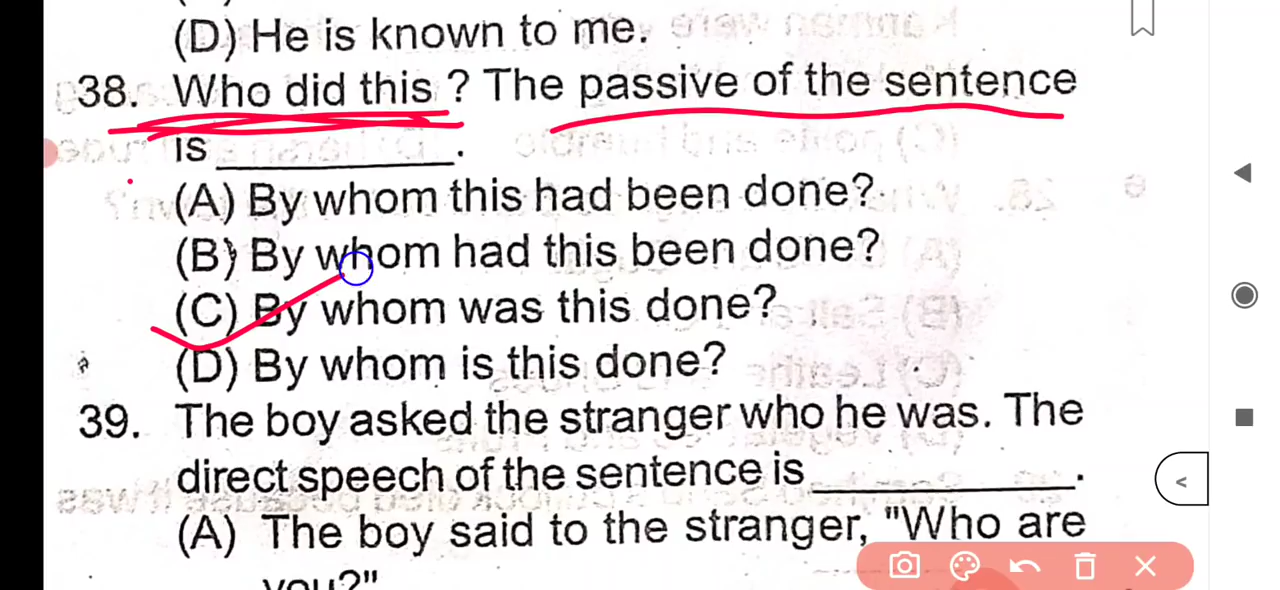 (D) He is known to me.
38. Who did this ? The passive of the sentence
is ____________.
(A) By whom this had been done?
(B) By whom had this been done?
(C) By whom was this done?
(D) By whom is this done?
39. The boy asked the stranger who he was. The
direct speech of the sentence is ____________.
(A) The boy said to the stranger, "Who are
you?"